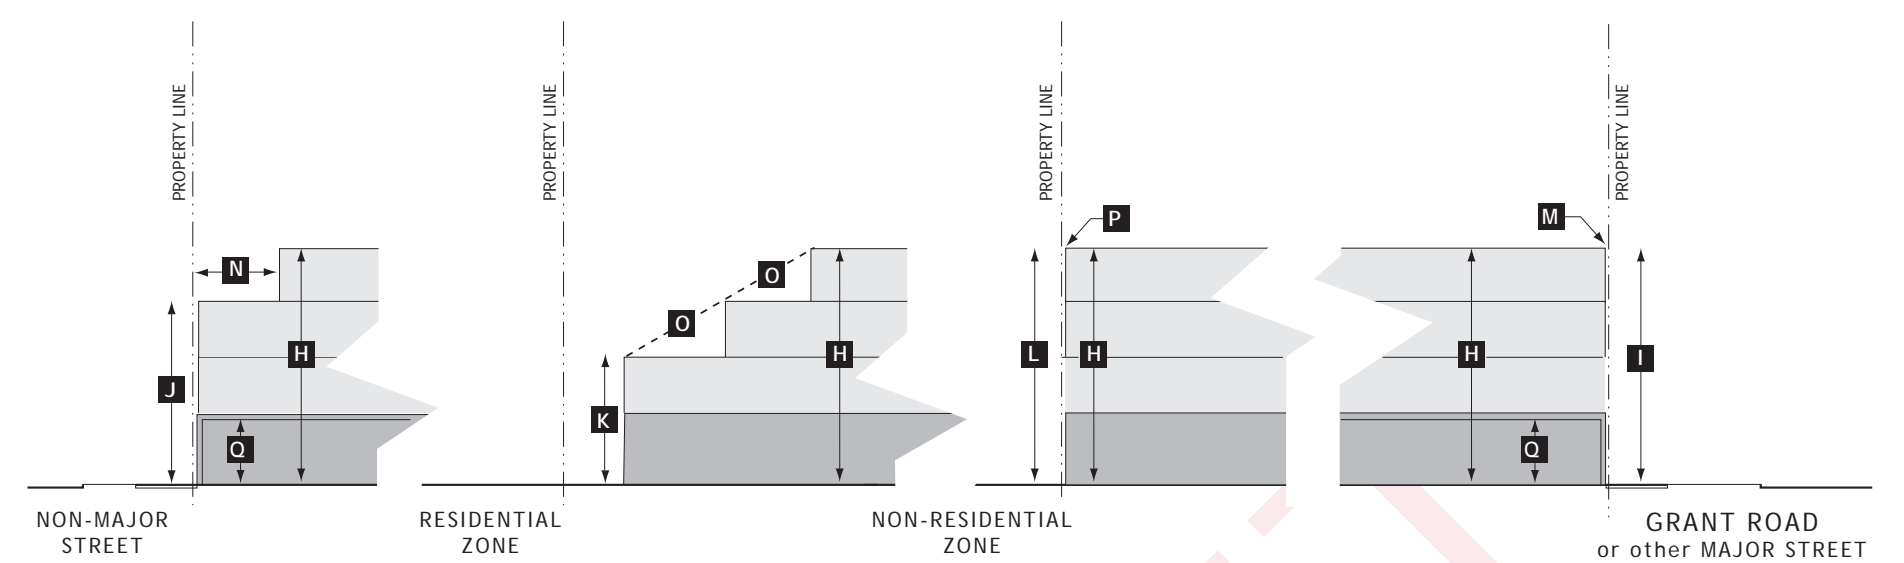 PROPERTY LINE
PROPERTY LINE
PROPERTY LINE
PROPERTY LINE
N
J
H
Q
O
O
K
H
P
L
H
M
H
I
Q
NON-MAJOR
STREET
RESIDENTIAL
ZONE
NON-RESIDENTIAL
ZONE
GRANT ROAD
or other MAJOR STREET